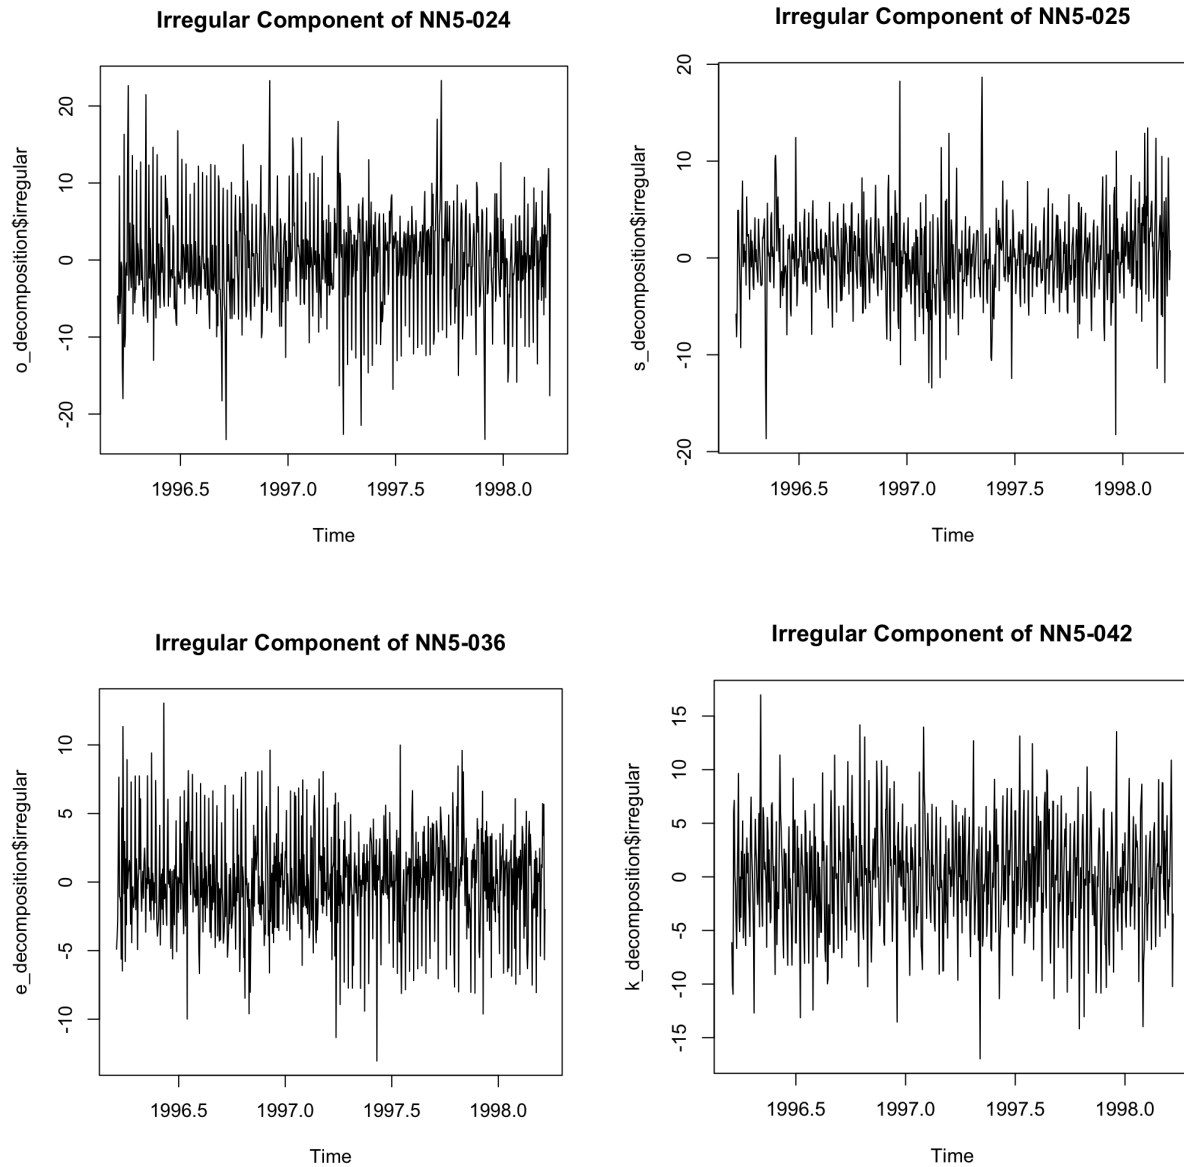 Irregular Component of NN5-024
o_decomposition$irregular
20
10
0
-10
-20
1996.5 1997.0 1997.5 1998.0
Time
Irregular Component of NN5-025
s_decomposition$irregular
20
10
0
-10
-20
1996.5 1997.0 1997.5 1998.0
Time
Irregular Component of NN5-036
e_decomposition$irregular
10
5
0
-5
-10
1996.5 1997.0 1997.5 1998.0
Time
Irregular Component of NN5-042
k_decomposition$irregular
15
10
5
0
-5
-10
-15
1996.5 1997.0 1997.5 1998.0
Time